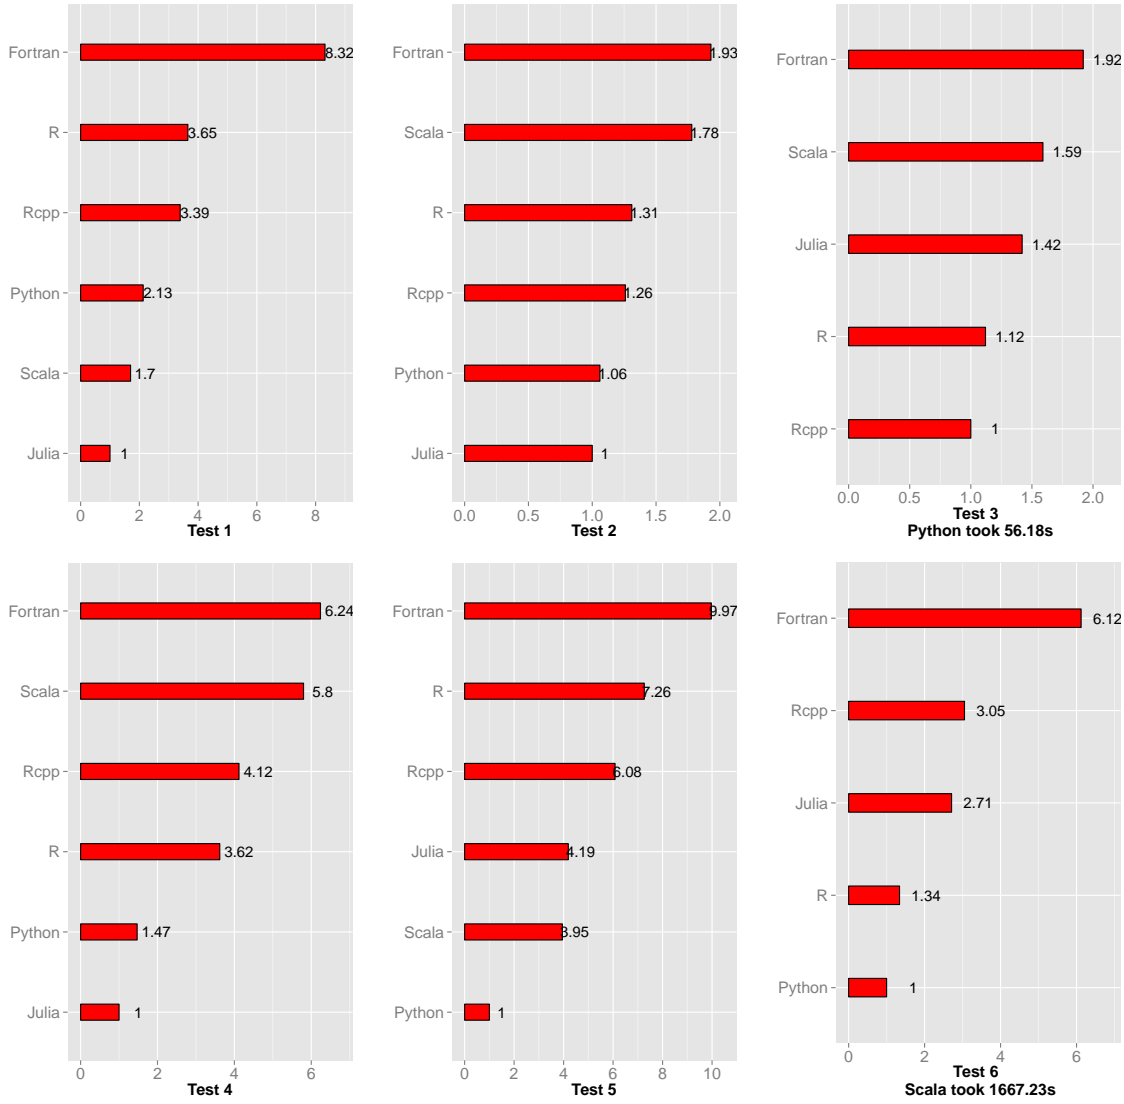 Fortran 8.32
R 3.65
Rcpp 3.39
Python 2.13
Scala 1.7
Julia 1
0 2 4 6 8
Test 1
Fortran 1.93
Scala 1.78
R 1.31
Rcpp 1.26
Python 1.06
Julia 1
0.0 0.5 1.0 1.5 2.0
Test 2
Fortran 1.92
Scala 1.59
Julia 1.42
R 1.12
Rcpp 1
0.0 0.5 1.0 1.5 2.0
Test 3
Python took 56.18s
Fortran 6.24
Scala 5.8
Rcpp 4.12
R 3.62
Python 1.47
Julia 1
0 2 4 6
Test 4
Fortran 9.97
R 7.26
Rcpp 6.08
Julia 4.19
Scala 3.95
Python 1
0 2 4 6 8 10
Test 5
Fortran 6.12
Rcpp 3.05
Julia 2.71
R 1.34
Python 1
0 2 4 6
Test 6
Scala took 1667.23s